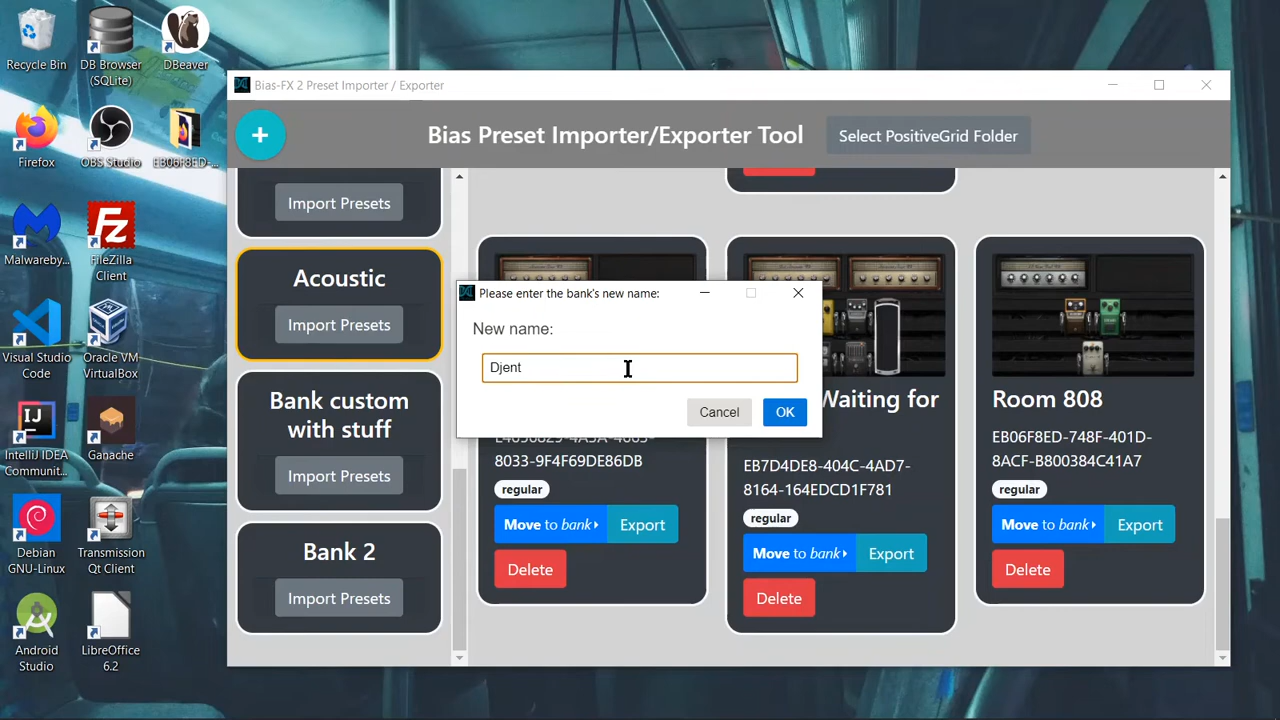 Recycle Bin
DB Browser
(SQLite)
DBeaver
Firefox
OBS Studio
EB06F8ED-...
Malwareby...
FileZilla
Client
Visual Studio
Code
Oracle VM
VirtualBox
IntelliJ IDEA
Communit...
Ganache
Debian
GNU-Linux
Transmission
Qt Client
Android
Studio
LibreOffice
6.2
Bias-FX 2 Preset Importer / Exporter
+
Bias Preset Importer/Exporter Tool
Select PositiveGrid Folder
Import Presets
Acoustic
Import Presets
Bank custom
with stuff
Import Presets
Bank 2
Import Presets
Please enter the bank's new name:
New name:
Djent
Cancel
OK
8033-9F4F69DE86DB
regular
Move to bank
Export
Delete
Waiting for
EB7D4DE8-404C-4AD7-
8164-164EDCD1F781
regular
Move to bank
Export
Delete
Room 808
EB06F8ED-748F-401D-
8ACF-B800384C41A7
regular
Move to bank
Export
Delete